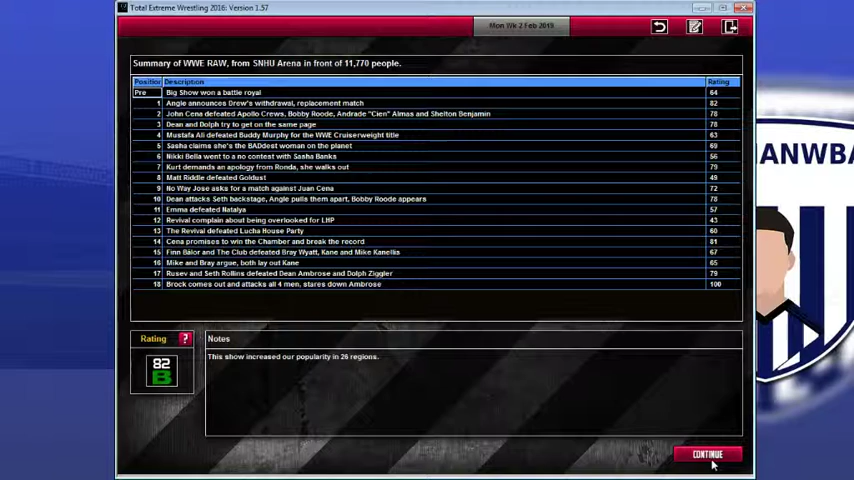 Total Extreme Wrestling 2016: Version 1.57
Mon Wk 2 Feb 2019
Summary of WWE RAW, from SNHU Arena in front of 11,770 people.
Position Description Rating
Pre Big Show won a battle royal 64
1 Angle announces Drew's withdrawal, replacement match 82
2 John Cena defeated Apollo Crews, Bobby Roode, Andrade "Cien" Almas and Shelton Benjamin 78
3 Dean and Dolph try to get on the same page 78
4 Mustafa Ali defeated Buddy Murphy for the WWE Cruiserweight title 63
5 Sasha claims she's the BADdest woman on the planet 69
6 Nikki Bella went to a no contest with Sasha Banks 56
7 Kurt demands an apology from Ronda, she walks out 79
8 Matt Riddle defeated Goldust 49
9 No Way Jose asks for a match against Juan Cena 72
10 Dean attacks Seth backstage, Angle pulls them apart, Bobby Roode appears 78
11 Emma defeated Natalya 57
12 Revival complain about being overlooked for LHP 43
13 The Revival defeated Lucha House Party 60
14 Cena promises to win the Chamber and break the record 81
15 Finn Bálor and The Club defeated Bray Wyatt, Kane and Mike Kanellis 67
16 Mike and Bray argue, both lay out Kane 65
17 Rusev and Seth Rollins defeated Dean Ambrose and Dolph Ziggler 79
18 Brock comes out and attacks all 4 men, stares down Ambrose 100
Rating ?
82
B
Notes
This show increased our popularity in 26 regions.
CONTINUE
ANWBA